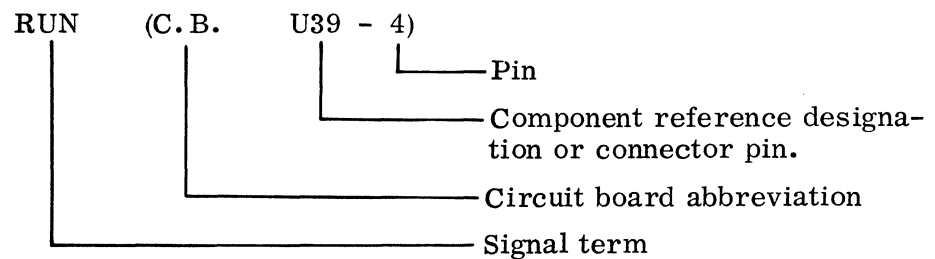 RUN (C.B. U39 - 4)
Pin
Component reference designa-
tion or connector pin.
Circuit board abbreviation
Signal term